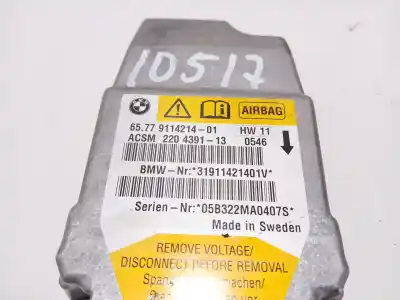 10517
AIRBAG
65.77 9114214-01 HW 11
ACSM 220 4391-13 0546
BMW-Nr:*31911421401V*
Serien-Nr:*05B322MA0407S*
Made in Sweden
REMOVE VOLTAGE/
DISCONNECT BEFORE REMOVAL